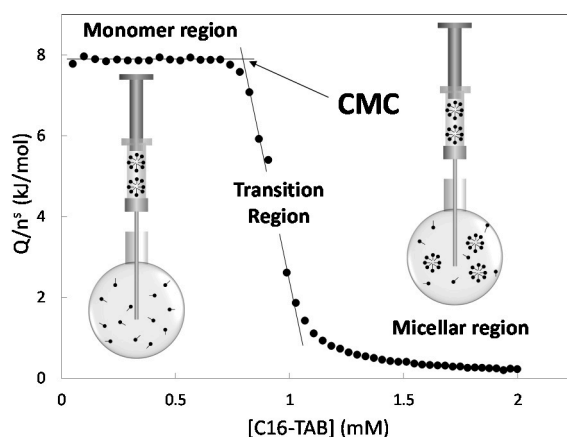 Monomer region
CMC
Transition
Region
Micellar region
Q/nˢ (kJ/mol)
8
6
4
2
0
0
0.5
1
1.5
2
[C16-TAB] (mM)